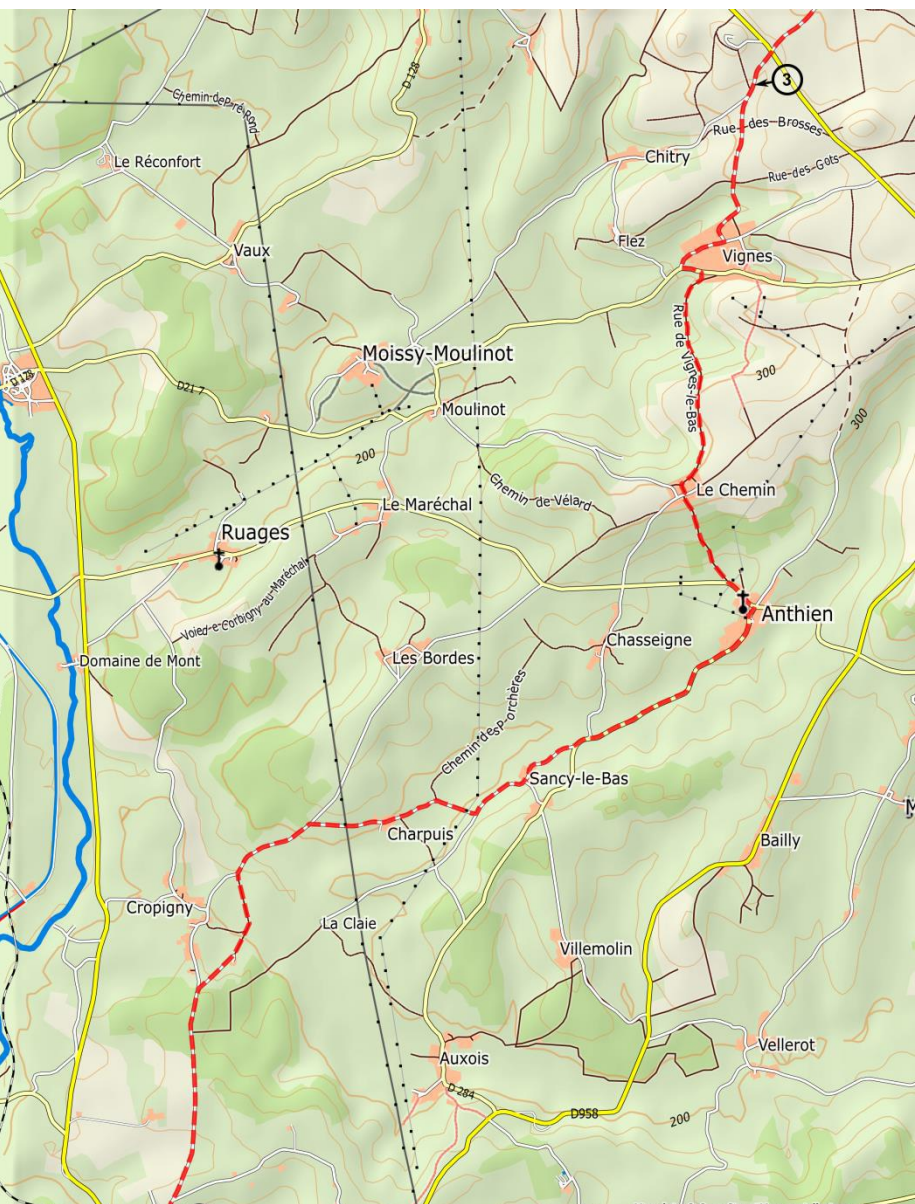 D 128
Chemin de Pré Rond
3
Rue des Brosses
Le Réconfort
Chitry
Rue des Gots
Vaux
Flez
Vignes
Rue de Vignes-le-Bas
Moissy-Moulinot
300
D 128
D21 7
Moulinot
300
200
Le Chemin
Chemin de Vélard
Le Maréchal
Ruages
Voie de Corbigny au Maréchal
Anthien
Chasseigne
Les Bordes
Domaine de Mont
Chemin des Porchères
Sancy-le-Bas
M
Charpuis
Bailly
Cropigny
La Claie
Villemolin
Vellerot
Auxois
D 284
D958
200